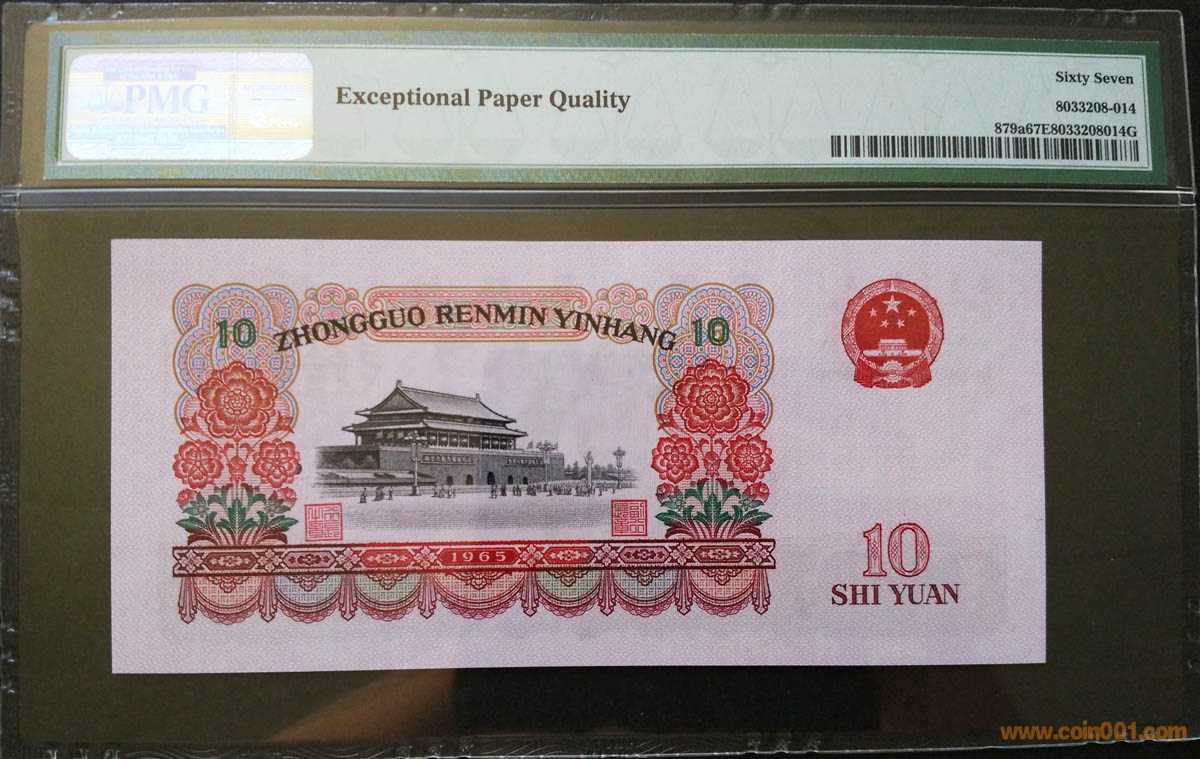 PMG
Exceptional Paper Quality
Sixty Seven
8033208-014
879a67E8033208014G
10 ZHONGGUO RENMIN YINHANG 10
1965
10
SHI YUAN
www.coin001.com